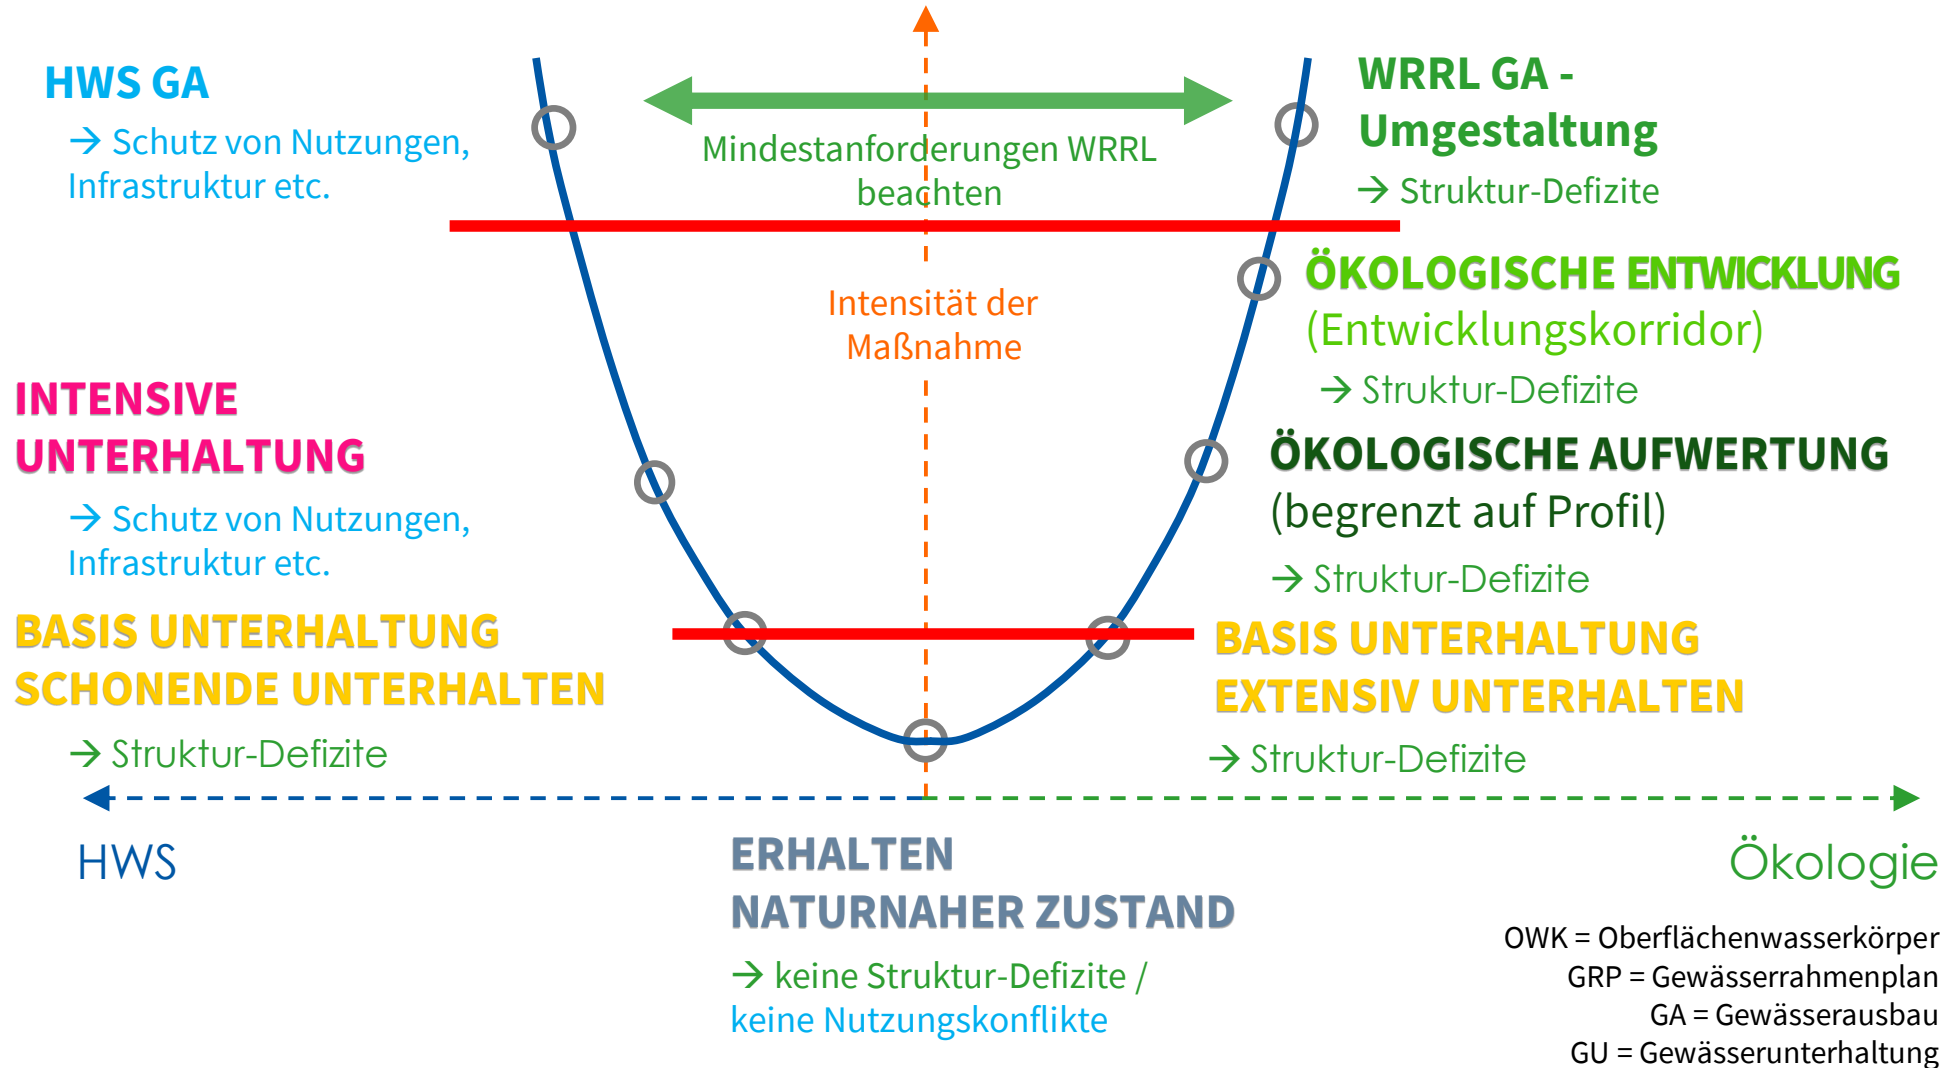 HWS GA
→ Schutz von Nutzungen,
Infrastruktur etc.
Mindestanforderungen WRRL
beachten
WRRL GA -
Umgestaltung
→ Struktur-Defizite
Intensität der
Maßnahme
ÖKOLOGISCHE ENTWICKLUNG
(Entwicklungskorridor)
→ Struktur-Defizite
INTENSIVE
UNTERHALTUNG
→ Schutz von Nutzungen,
Infrastruktur etc.
ÖKOLOGISCHE AUFWERTUNG
(begrenzt auf Profil)
→ Struktur-Defizite
BASIS UNTERHALTUNG
SCHONENDE UNTERHALTEN
→ Struktur-Defizite
BASIS UNTERHALTUNG
EXTENSIV UNTERHALTEN
→ Struktur-Defizite
HWS
Ökologie
ERHALTEN
NATURNAHER ZUSTAND
→ keine Struktur-Defizite /
keine Nutzungskonflikte
OWK = Oberflächenwasserkörper
GRP = Gewässerrahmenplan
GA = Gewässerausbau
GU = Gewässerunterhaltung